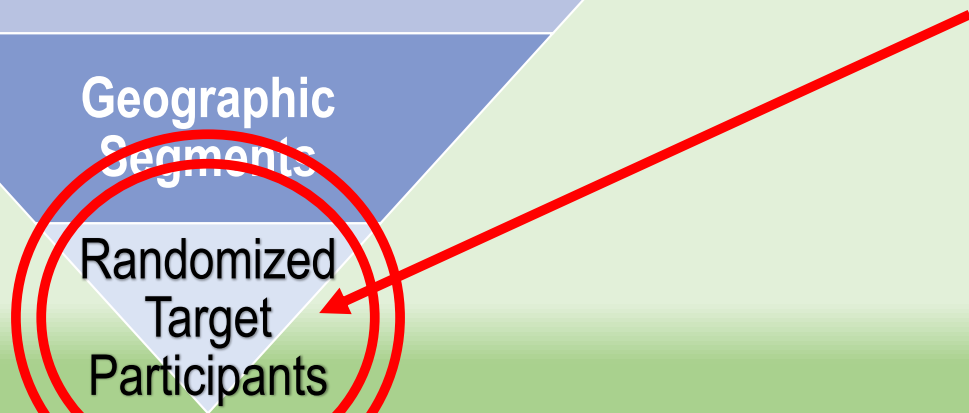 Geographic
Segments
Randomized
Target
Participants